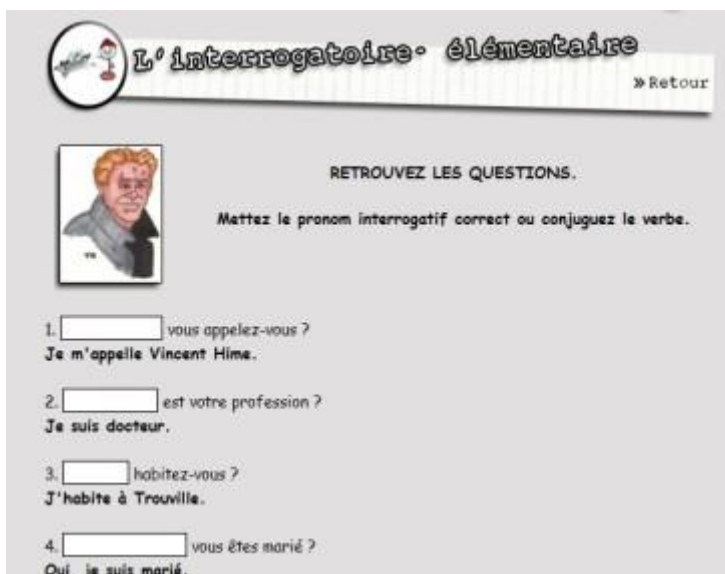 L'interrogatoire- élémentaire
»Retour
RETROUVEZ LES QUESTIONS.
Mettez le pronom interrogatif correct ou conjuguez le verbe.
1. vous appelez-vous ?
Je m'appelle Vincent Hime.
2. est votre profession ?
Je suis docteur.
3. habitez-vous ?
J'habite à Trouville.
4. vous êtes marié ?
Oui je suis marié.